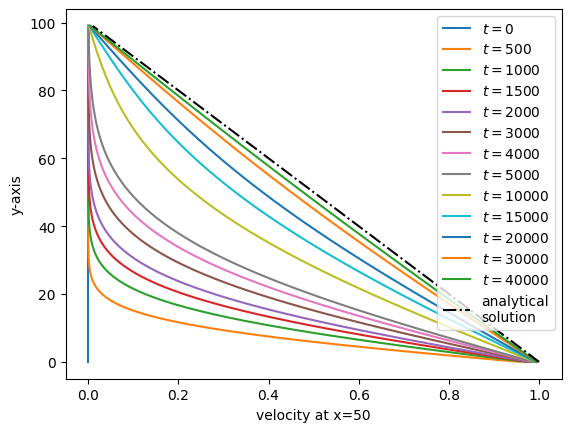 100
80
60
40
20
0
y-axis
0.0 0.2 0.4 0.6 0.8 1.0
velocity at x=50
t = 0
t = 500
t = 1000
t = 1500
t = 2000
t = 3000
t = 4000
t = 5000
t = 10000
t = 15000
t = 20000
t = 30000
t = 40000
analytical
solution